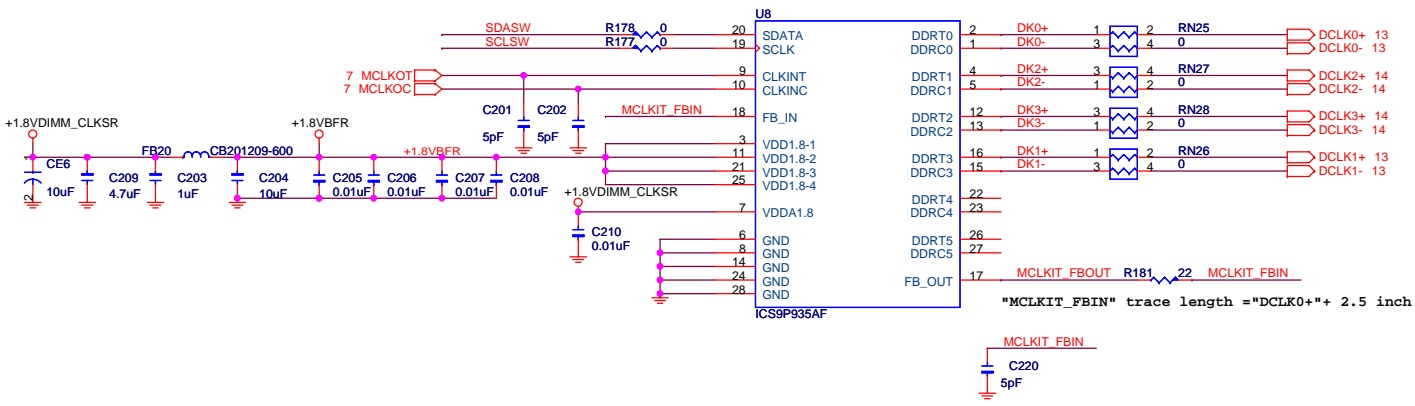 U8
SDASW R178 0 20 SDATA DDRT0 2 DK0+ 1 2 RN25 DCLK0+ 13
SCLSW R177 0 19 SCLK DDRC0 1 DK0- 3 4 0 DCLK0- 13
7 MCLKOT 9 CLKINT DDRT1 4 DK2+ 3 4 RN27 DCLK2+ 14
7 MCLKOC 10 CLKINC DDRC1 5 DK2- 1 2 0 DCLK2- 14
C201 C202
5pF 5pF
MCLKIT_FBIN 18 FB_IN DDRT2 12 DK3+ 3 4 RN28 DCLK3+ 14
DDRC2 13 DK3- 1 2 0 DCLK3- 14
+1.8VDIMM_CLKSR +1.8VBFR
3 VDD1.8-1
FB20 CB201209-600 +1.8VBFR 11 VDD1.8-2 DDRT3 16 DK1+ 1 2 RN26 DCLK1+ 13
21 VDD1.8-3 DDRC3 15 DK1- 3 4 0 DCLK1- 13
25 VDD1.8-4
1 CE6 C209 C203 C204 C205 C206 C207 C208
2 10uF 4.7uF 1uF 10uF 0.01uF 0.01uF 0.01uF 0.01uF
+1.8VDIMM_CLKSR
DDRT4 22
7 VDDA1.8 DDRC4 23
C210
0.01uF
6 GND DDRT5 26
8 GND DDRC5 27
14 GND
24 GND FB_OUT 17 MCLKIT_FBOUT R181 22 MCLKIT_FBIN
28 GND
"MCLKIT_FBIN" trace length ="DCLK0+"+ 2.5 inch
ICS9P935AF
MCLKIT_FBIN
C220
5pF